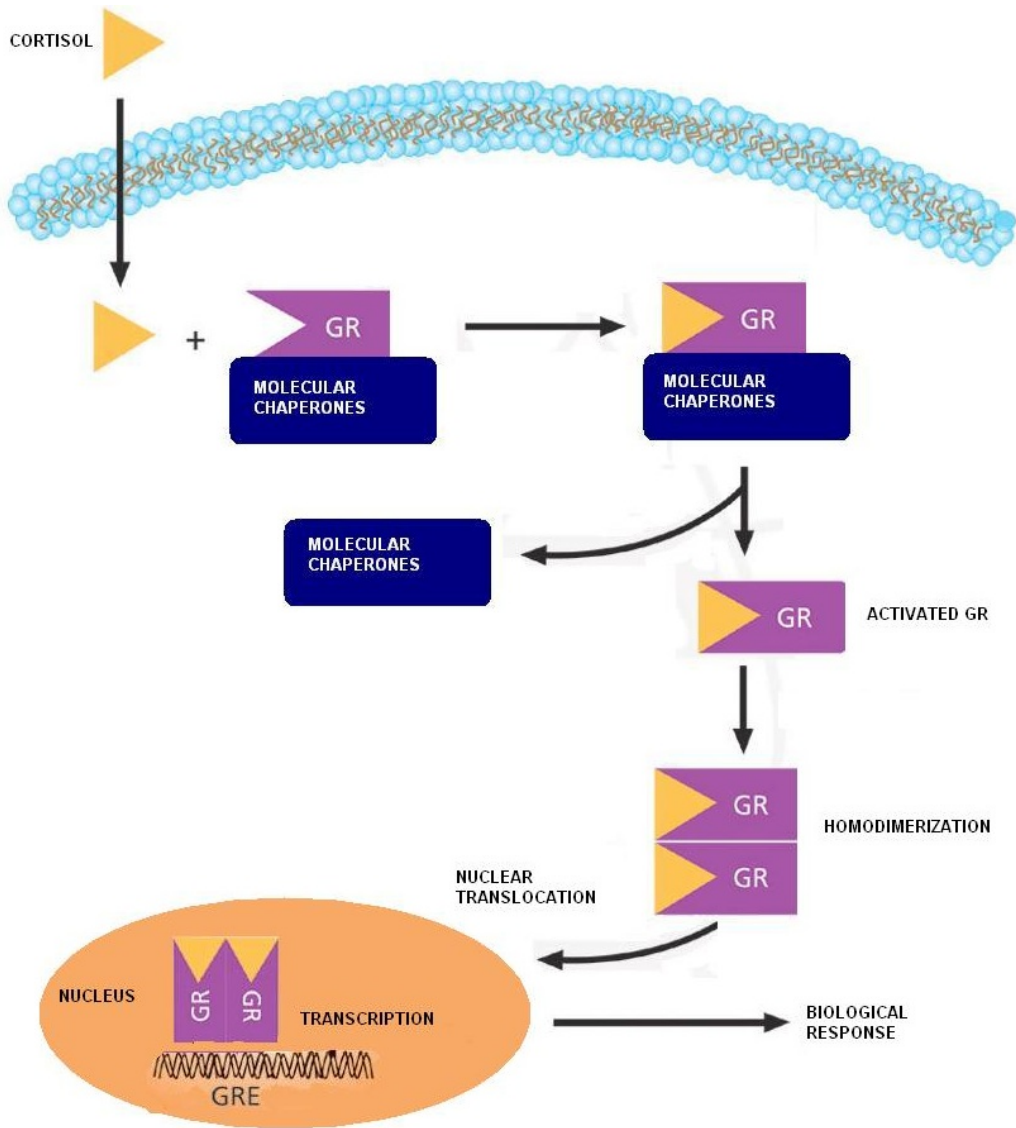 CORTISOL
GR
MOLECULAR
CHAPERONES
+
GR
MOLECULAR
CHAPERONES
MOLECULAR
CHAPERONES
GR
ACTIVATED GR
GR
HOMODIMERIZATION
GR
NUCLEAR
TRANSLOCATION
NUCLEUS
GR
GR
TRANSCRIPTION
GRE
BIOLOGICAL
RESPONSE